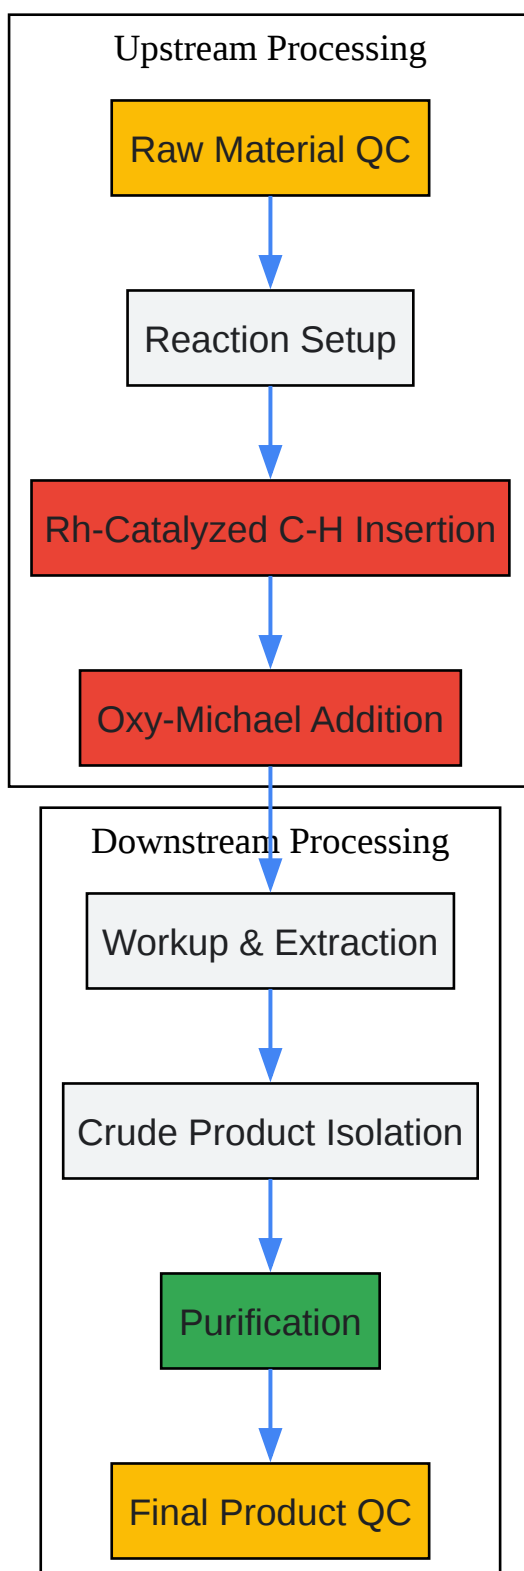 Upstream Processing
Raw Material QC
Reaction Setup
Rh-Catalyzed C-H Insertion
Oxy-Michael Addition
Downstream Processing
Workup & Extraction
Crude Product Isolation
Purification
Final Product QC